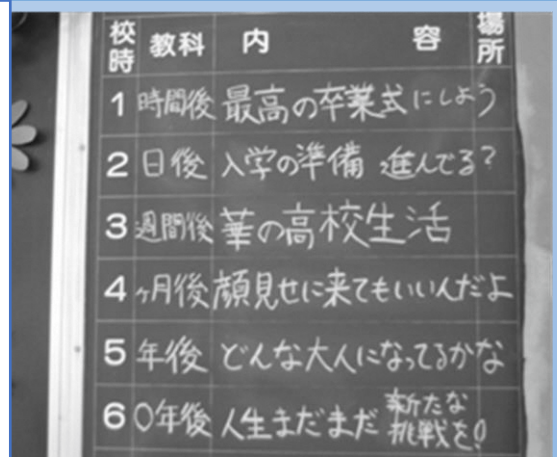 校時 教科 内容 場所
1 時間後 最高の卒業式にしよう
2 日後 入学の準備 進んでる?
3 週間後 華の高校生活
4 ヶ月後 顔見せに来てもいいんだよ
5 年後 どんな大人になってるかな
6 0年後 人生まだまだ 新たな挑戦を!